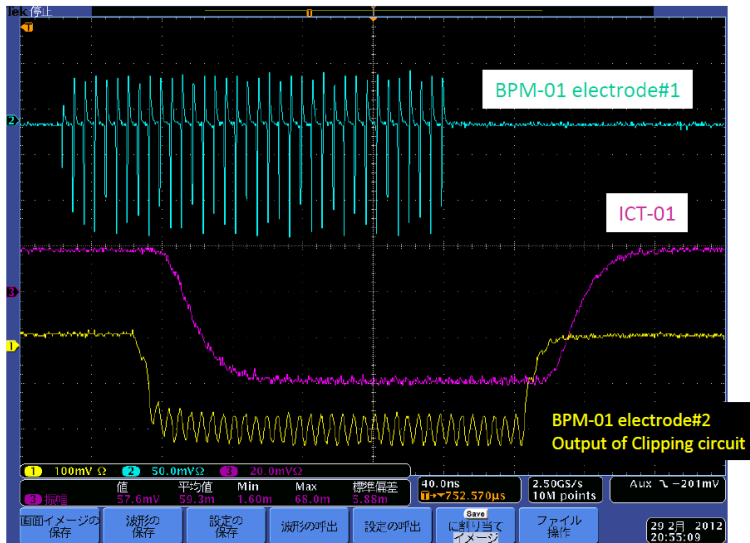 Tek 停止
T
T
BPM-01 electrode#1
2
ICT-01
3
1
BPM-01 electrode#2
Output of Clipping circuit
1 100mV Ω 2 50.0mVΩ 3 20.0mVΩ
40.0ns
T→▼752.570μs
2.50GS/s
10M points
Aux ∖ −201mV
値 平均値 Min Max 標準偏差
3 振幅 57.6mV 59.3m 1.60m 68.0m 5.88m
画面イメージの
保存
波形の
保存
設定の
保存
波形の呼出
設定の呼出
Save
に割り当て
イメージ
ファイル
操作
29 2月 2012
20:55:09